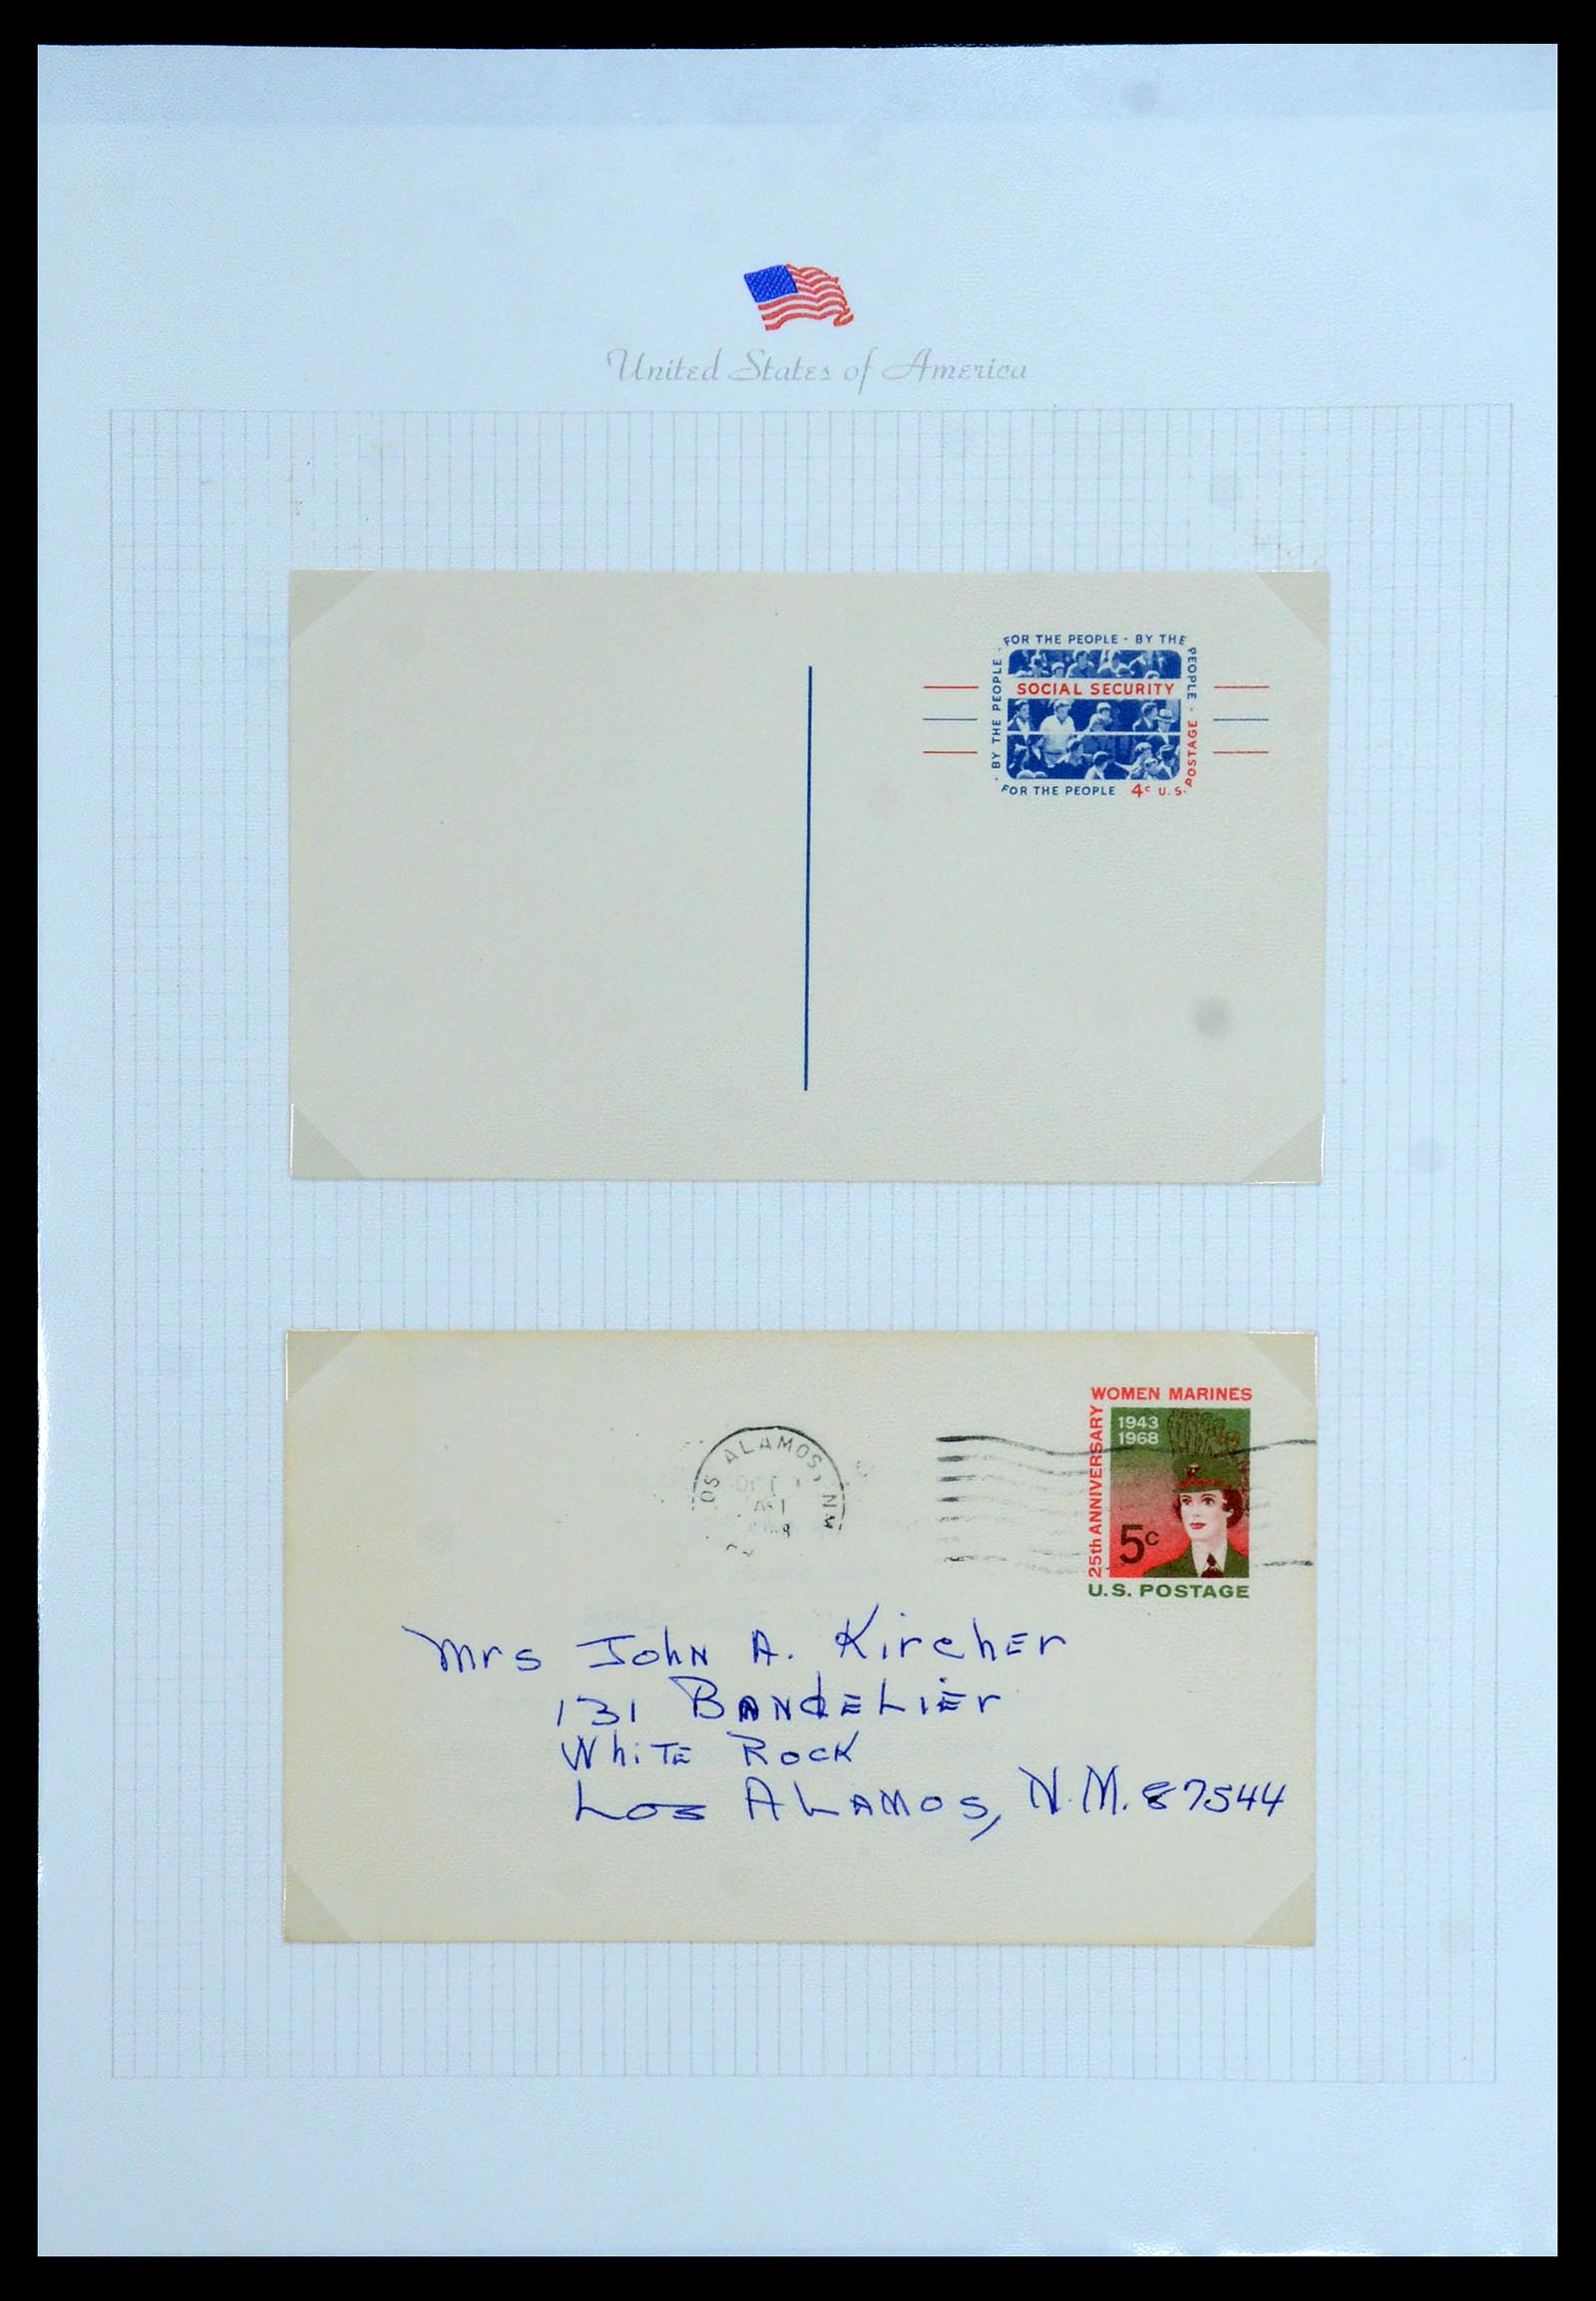 United States of America
FOR THE PEOPLE - BY THE PEOPLE - POSTAGE
SOCIAL SECURITY
- BY THE PEOPLE -
FOR THE PEOPLE 4c U.S.
WOMEN MARINES
25th ANNIVERSARY
1943
1968
5c
U.S. POSTAGE
OS ALAMOS, NM
Mrs John A. Kircher
131 BANdELiEr
WhiTE ROCK
Los ALAMOS, N.M. 87544